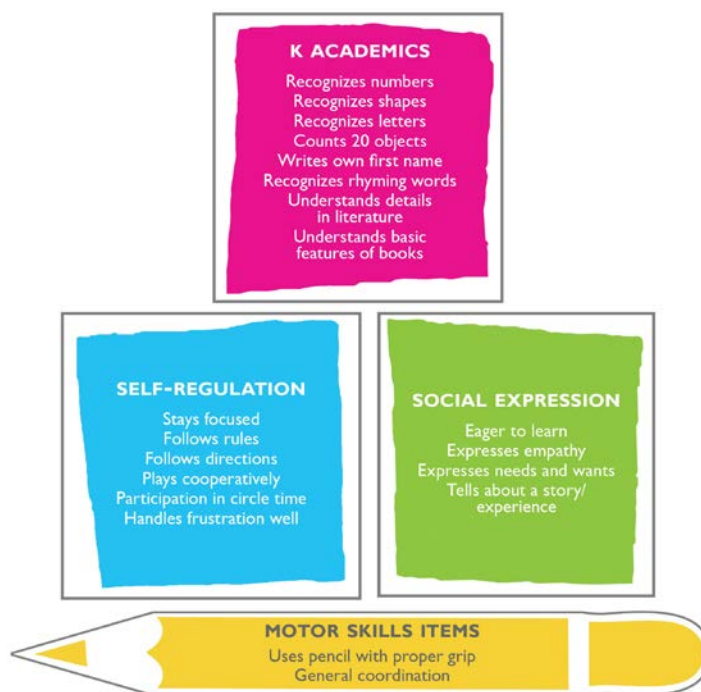 K ACADEMICS
Recognizes numbers
Recognizes shapes
Recognizes letters
Counts 20 objects
Writes own first name
Recognizes rhyming words
Understands details
in literature
Understands basic
features of books
SELF-REGULATION
Stays focused
Follows rules
Follows directions
Plays cooperatively
Participation in circle time
Handles frustration well
SOCIAL EXPRESSION
Eager to learn
Expresses empathy
Expresses needs and wants
Tells about a story/
experience
MOTOR SKILLS ITEMS
Uses pencil with proper grip
General coordination